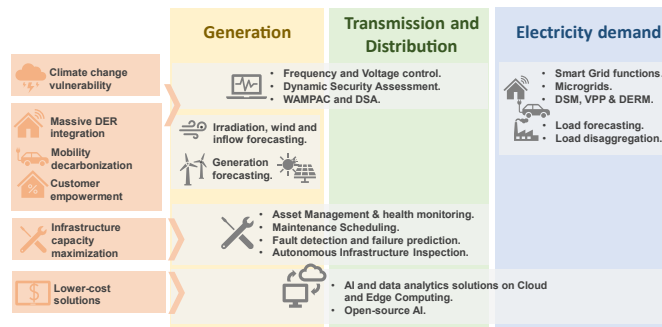 Generation
Transmission and
Distribution
Electricity demand
Climate change
vulnerability
Massive DER
integration
Mobility
decarbonization
Customer
empowerment
Infrastructure
capacity
maximization
Lower-cost
solutions
• Frequency and Voltage control.
• Dynamic Security Assessment.
• WAMPAC and DSA.
Irradiation, wind and
inflow forecasting.
Generation
forecasting.
• Smart Grid functions.
• Microgrids.
• DSM, VPP & DERM.
• Load forecasting.
• Load disaggregation.
• Asset Management & health monitoring.
• Maintenance Scheduling.
• Fault detection and failure prediction.
• Autonomous Infrastructure Inspection.
• AI and data analytics solutions on Cloud
and Edge Computing.
• Open-source AI.
%
$